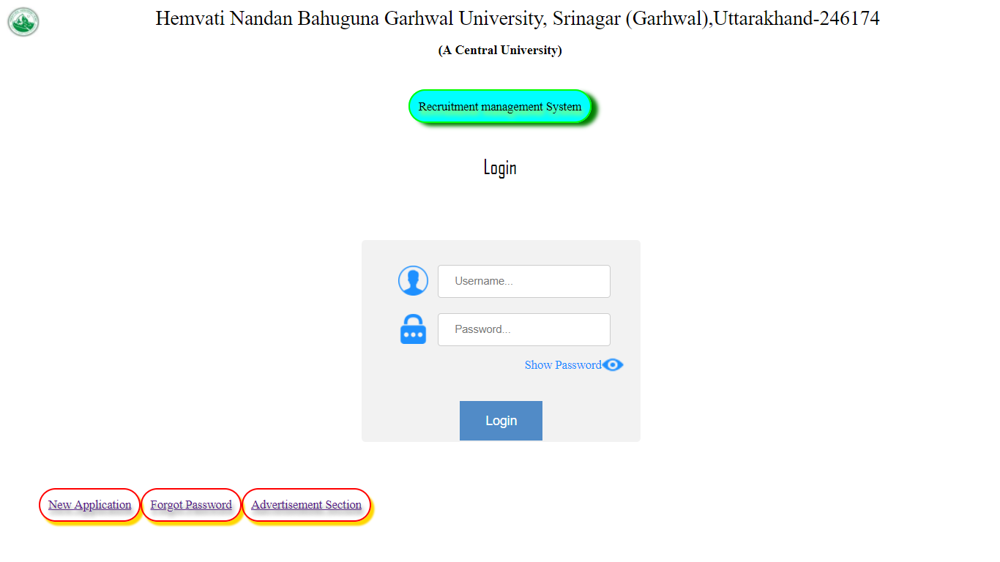 Hemvati Nandan Bahuguna Garhwal University, Srinagar (Garhwal),Uttarakhand-246174
(A Central University)
Recruitment management System
Login
Username...
Password...
Show Password
Login
New Application Forgot Password Advertisement Section